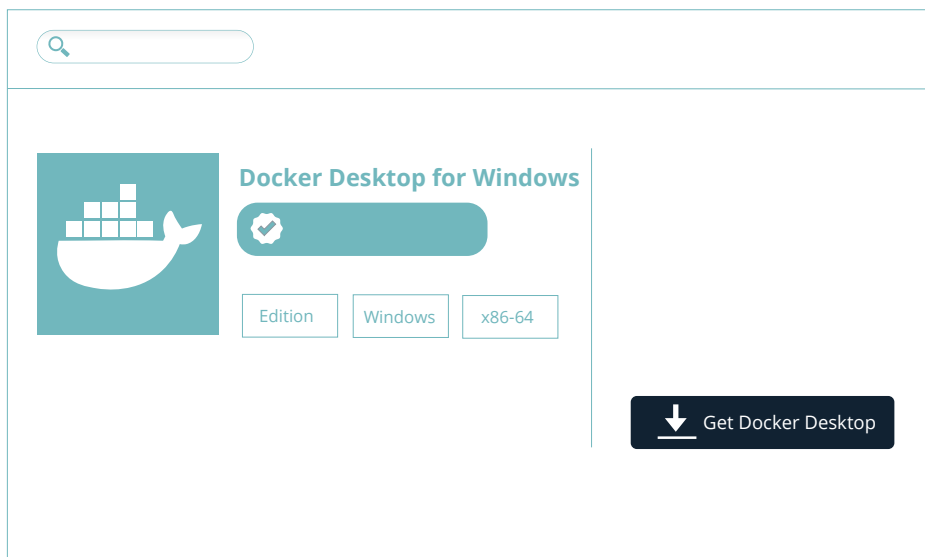 Docker Desktop for Windows
Edition
Windows
x86-64
Get Docker Desktop